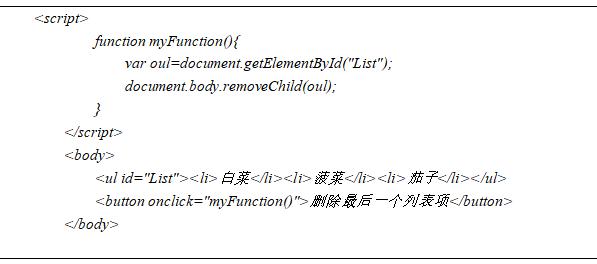 <script>
function myFunction(){
var oul=document.getElementById("List");
document.body.removeChild(oul);
}
</script>
<body>
<ul id="List"><li>白菜</li><li>菠菜</li><li>茄子</li></ul>
<button onclick="myFunction()">删除最后一个列表项</button>
</body>